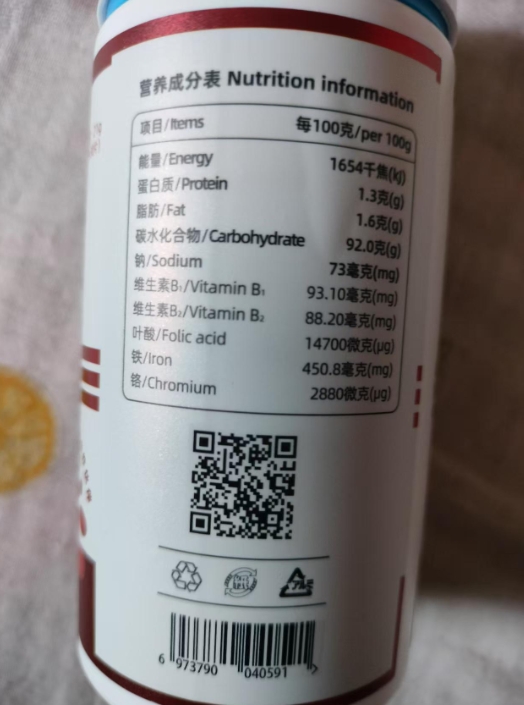 营养成分表 Nutrition information
项目/Items 每100克/per 100g
能量/Energy 1654千焦(kJ)
蛋白质/Protein 1.3克(g)
脂肪/Fat 1.6克(g)
碳水化合物/Carbohydrate 92.0克(g)
钠/Sodium 73毫克(mg)
维生素B₁/Vitamin B₁ 93.10毫克(mg)
维生素B₂/Vitamin B₂ 88.20毫克(mg)
叶酸/Folic acid 14700微克(μg)
铁/Iron 450.8毫克(mg)
铬/Chromium 2880微克(μg)
6 973790 040591 >